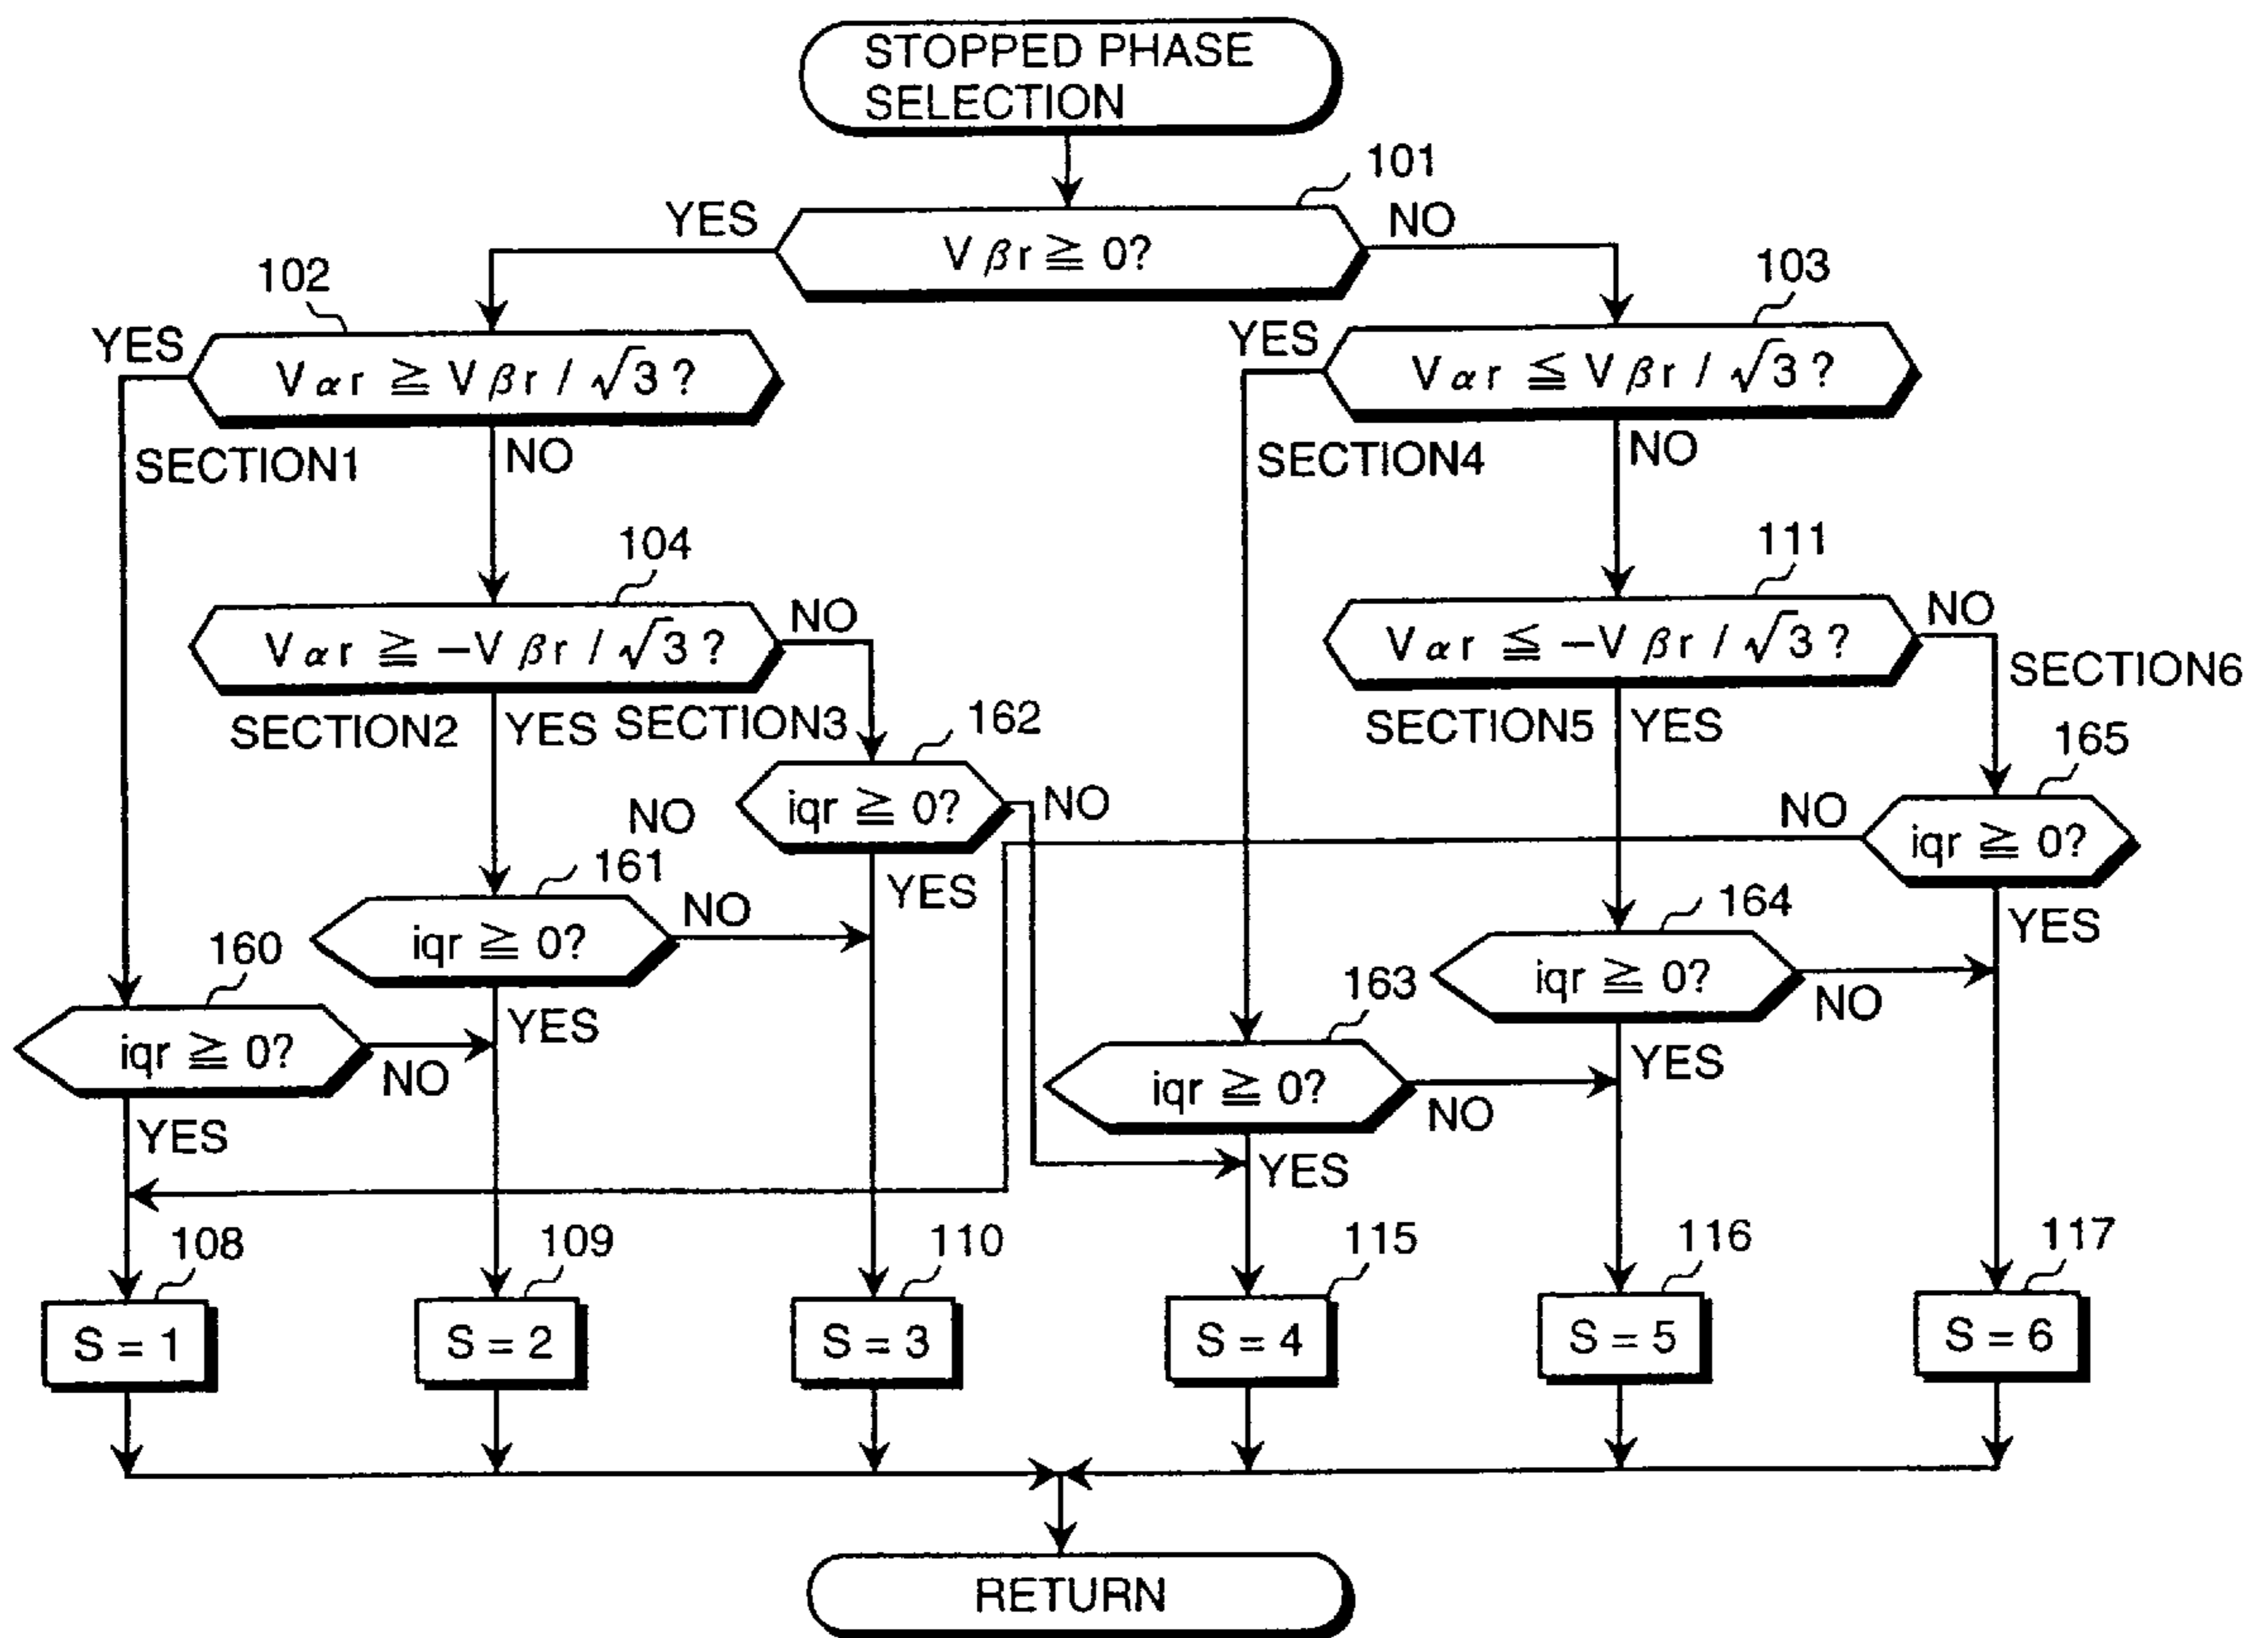 STOPPED PHASE
SELECTION
101
YES
NO
V β r ≧ 0?
102
103
YES
V α r ≧ V β r / √3 ?
YES
V α r ≦ V β r / √3 ?
SECTION1
NO
SECTION4
NO
104
111
V α r ≧ −V β r / √3 ?
NO
V α r ≦ −V β r / √3 ?
NO
SECTION6
SECTION2
YES
SECTION3
162
SECTION5
YES
165
iqr ≧ 0?
NO
NO
NO
iqr ≧ 0?
161
YES
164
YES
iqr ≧ 0?
NO
160
163
iqr ≧ 0?
NO
YES
iqr ≧ 0?
NO
YES
iqr ≧ 0?
NO
YES
YES
YES
108
109
110
115
116
117
S = 1
S = 2
S = 3
S = 4
S = 5
S = 6
RETURN